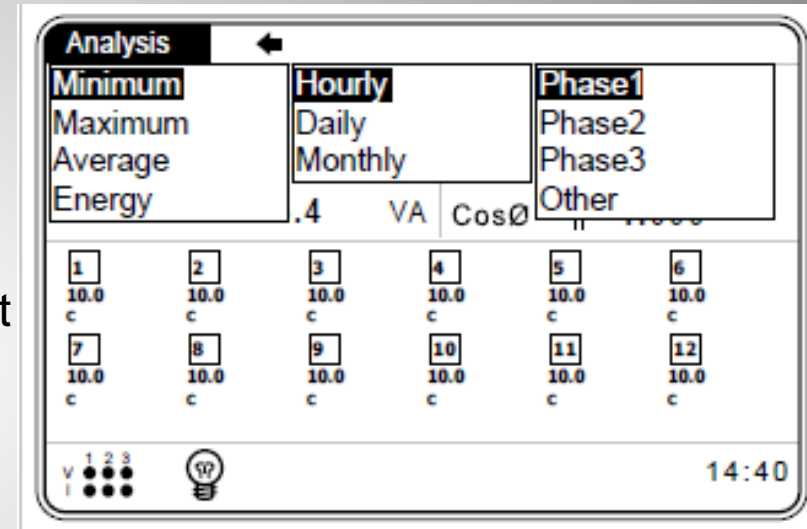 Analysis
Minimum Hourly Phase1
Maximum Daily Phase2
Average Monthly Phase3
Energy .4 VA CosØ Other
1 2 3 4 5 6
10.0 10.0 10.0 10.0 10.0 10.0
c c c c c c
t
7 8 9 10 11 12
10.0 10.0 10.0 10.0 10.0 10.0
c c c c c c
1 2 3
V
I
14:40